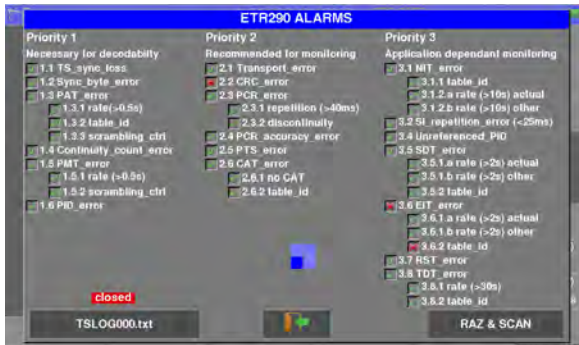 ETR290 ALARMS
Priority 1
Necessary for decodabilty
1.1 TS_sync_loss
1.2 Sync_byte_error
1.3 PAT_error
1.3.1 rate(>0.5s)
1.3.2 table_id
1.3.3 scrambling_ctrl
1.4 Continuity_count_error
1.5 PMT_error
1.5.1 rate (>0.5s)
1.5.2 scrambling_ctrl
1.6 PID_error
closed
TSLOG000.txt
Priority 2
Recommended for monitoring
2.1 Transport_error
2.2 CRC_error
2.3 PCR_error
2.3.1 repetition (>40ms)
2.3.2 discontinuity
2.4 PCR_accuracy_error
2.5 PTS_error
2.6 CAT_error
2.6.1 no CAT
2.6.2 table_id
Priority 3
Application dependant monitoring
3.1 NIT_error
3.1.1 table_id
3.1.2.a rate (>10s) actual
3.1.2.b rate (>10s) other
3.2 SI_repetition_error (<25ms)
3.4 Unreferenced_PID
3.5 SDT_error
3.5.1.a rate (>2s) actual
3.5.1.b rate (>2s) other
3.5.2 table_id
3.6 EIT_error
3.6.1.a rate (>2s) actual
3.6.1.b rate (>2s) other
3.6.2 table_id
3.7 RST_error
3.8 TDT_error
3.8.1 rate (>30s)
3.8.2 table_id
RAZ & SCAN